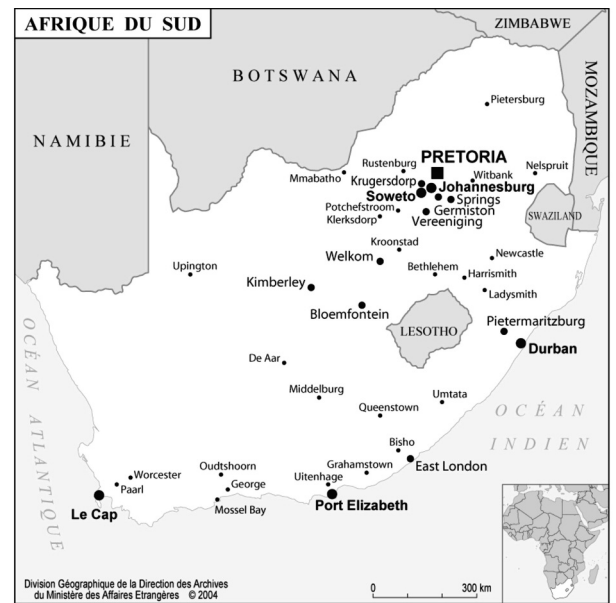 AFRIQUE DU SUD
ZIMBABWE
BOTSWANA
MOZAMBIQUE
NAMIBIE
Pietersburg
PRETORIA
Rustenburg
Nelspruit
Mmabatho
Krugersdorp
Witbank
Johannesburg
Soweto
Springs
Potchefstroom
Germiston
SWAZILAND
Klerksdorp
Vereeniging
Kroonstad
Newcastle
Welkom
Upington
Bethlehem
Harrismith
Kimberley
Ladysmith
Bloemfontein
LESOTHO
Pietermaritzburg
Durban
De Aar
Middelburg
Umtata
Queenstown
OCÉAN
INDIEN
OCÉAN ATLANTIQUE
Bisho
East London
Grahamstown
Oudtshoorn
Uitenhage
Worcester
Paarl
George
Le Cap
Mossel Bay
Port Elizabeth
Division Géographique de la Direction des Archives
du Ministère des Affaires Etrangères © 2004
0 300 km